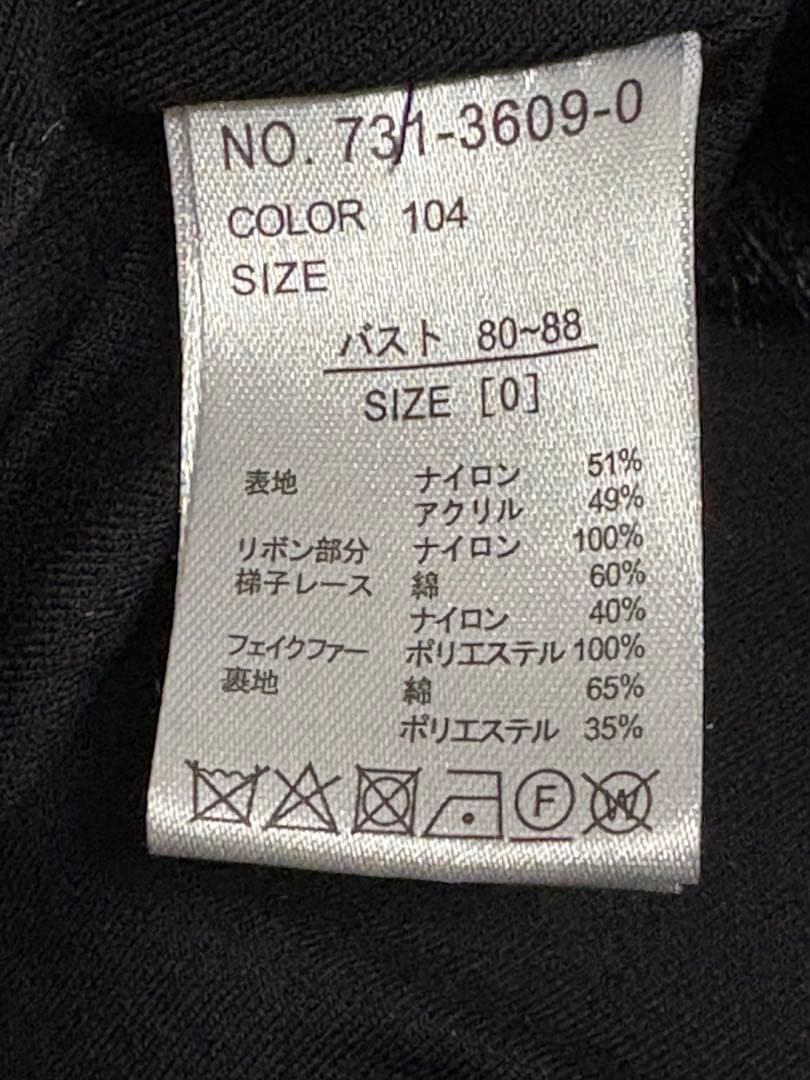 NO. 731-3609-0
COLOR 104
SIZE
バスト 80~88
SIZE [0]
表地 ナイロン 51%
アクリル 49%
リボン部分 ナイロン 100%
梯子レース 綿 60%
ナイロン 40%
フェイクファー ポリエステル 100%
裏地 綿 65%
ポリエステル 35%
F W